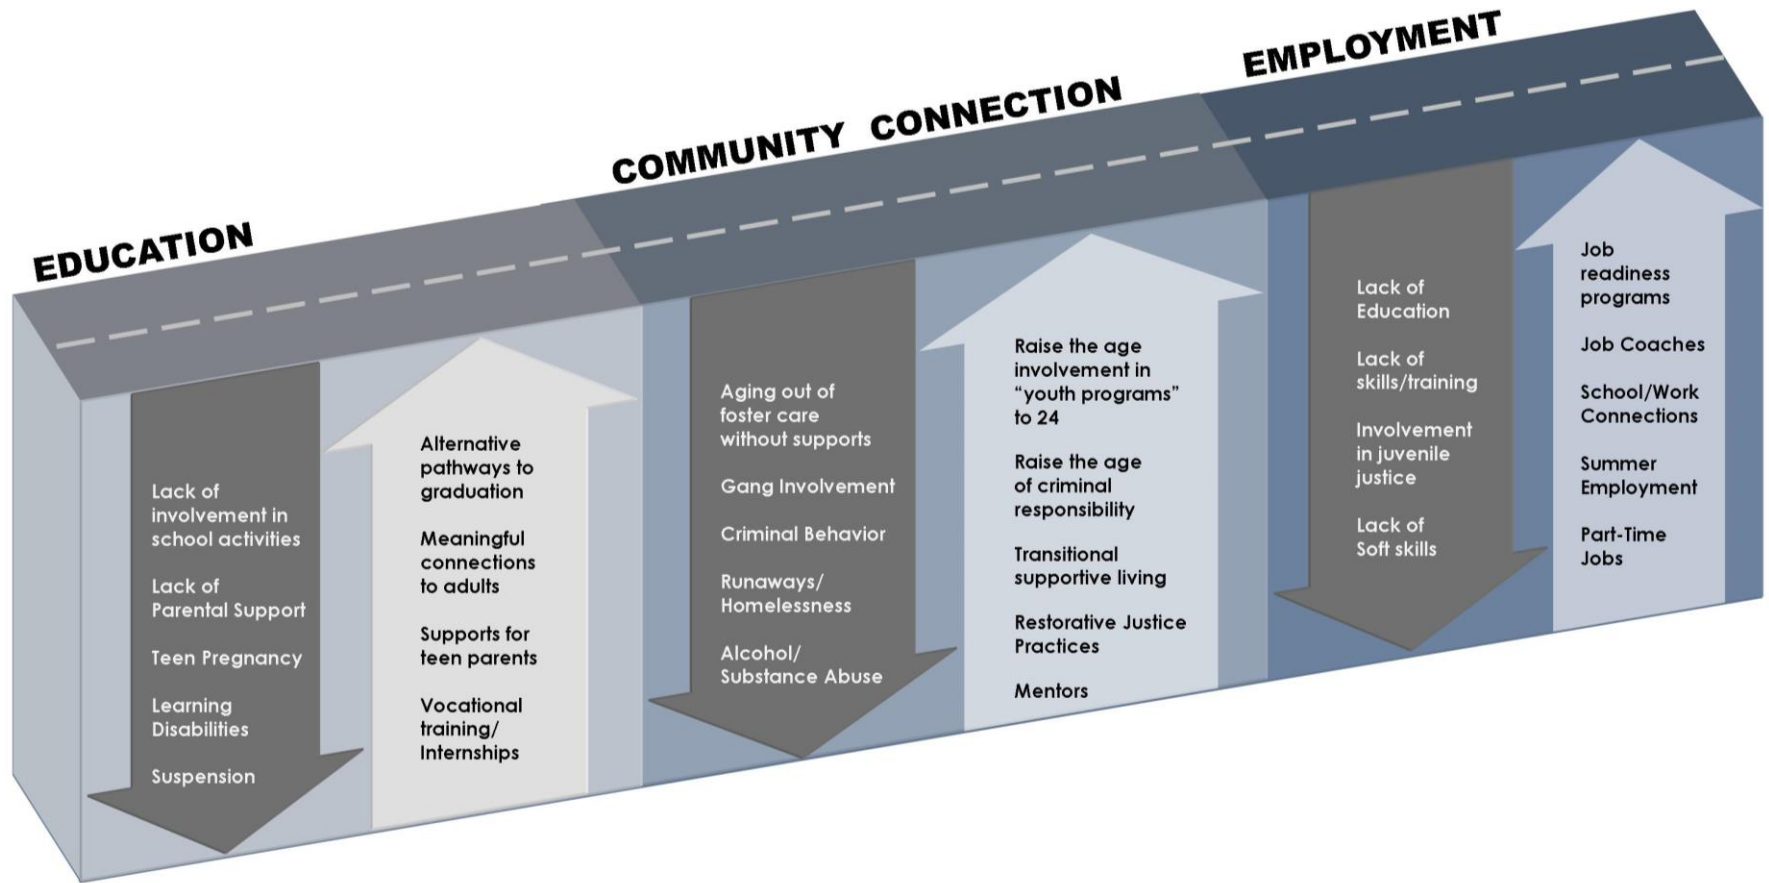 EDUCATION
Lack of
involvement in
school activities
Lack of
Parental Support
Teen Pregnancy
Learning
Disabilities
Suspension
Alternative
pathways to
graduation
Meaningful
connections
to adults
Supports for
teen parents
Vocational
training/
Internships
COMMUNITY CONNECTION
Aging out of
foster care
without supports
Gang Involvement
Criminal Behavior
Runaways/
Homelessness
Alcohol/
Substance Abuse
Raise the age
involvement in
“youth programs”
to 24
Raise the age
of criminal
responsibility
Transitional
supportive living
Restorative Justice
Practices
Mentors
EMPLOYMENT
Lack of
Education
Lack of
skills/training
Involvement
in juvenile
justice
Lack of
Soft skills
Job
readiness
programs
Job Coaches
School/Work
Connections
Summer
Employment
Part-Time
Jobs